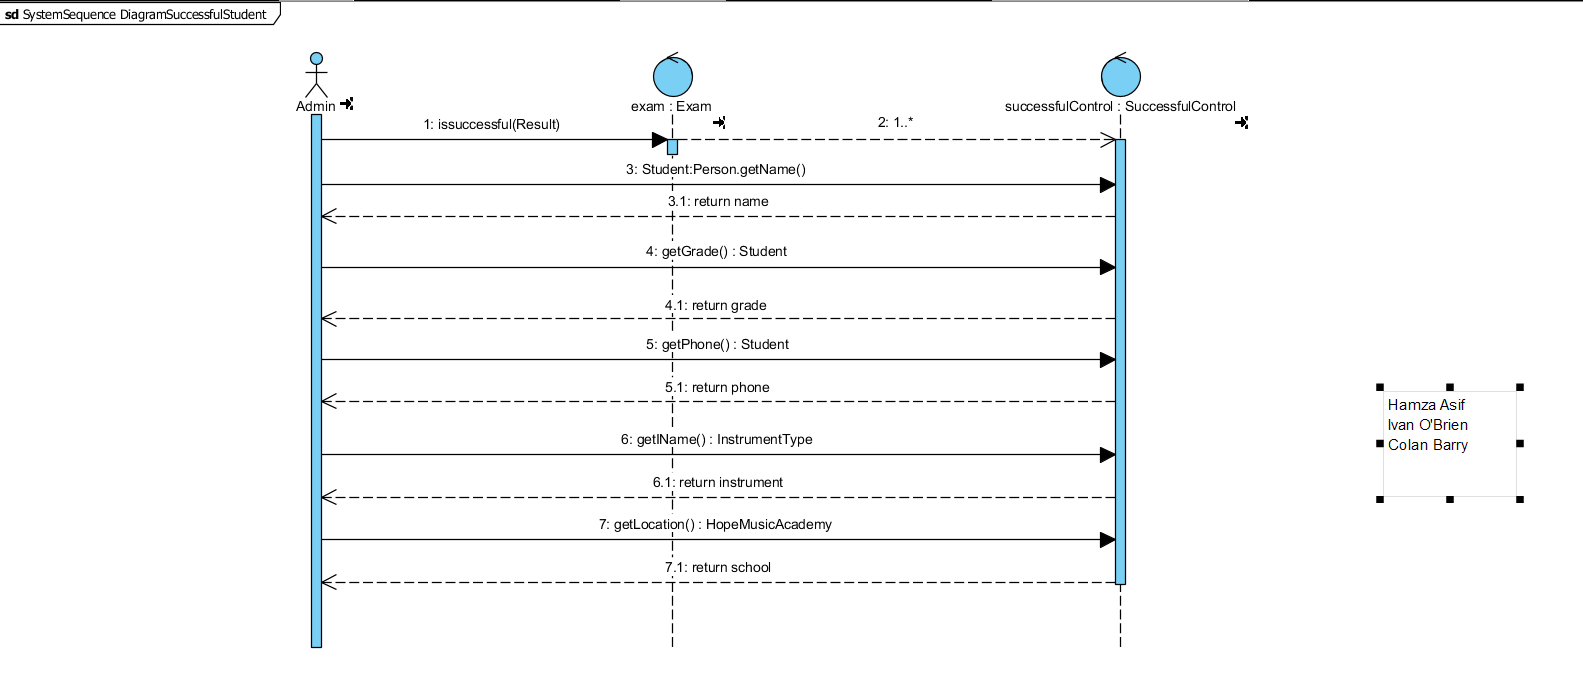 sd SystemSequence DiagramSuccessfulStudent
Admin
exam : Exam
successfulControl : SuccessfulControl
1: issuccessful(Result)
2: 1..*
3: Student:Person.getName()
3.1: return name
4: getGrade() : Student
4.1: return grade
5: getPhone() : Student
5.1: return phone
6: getIName() : InstrumentType
6.1: return instrument
7: getLocation() : HopeMusicAcademy
7.1: return school
Hamza Asif
Ivan O'Brien
Colan Barry